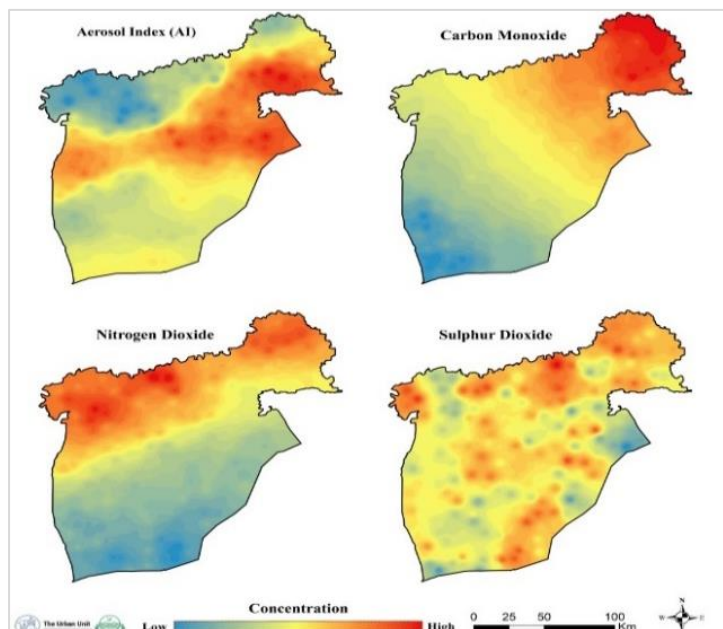 Aerosol Index (AI)
Carbon Monoxide
Nitrogen Dioxide
Sulphur Dioxide
The Urban Unit
Concentration
Low High
0 25 50 100
Km
N
W E